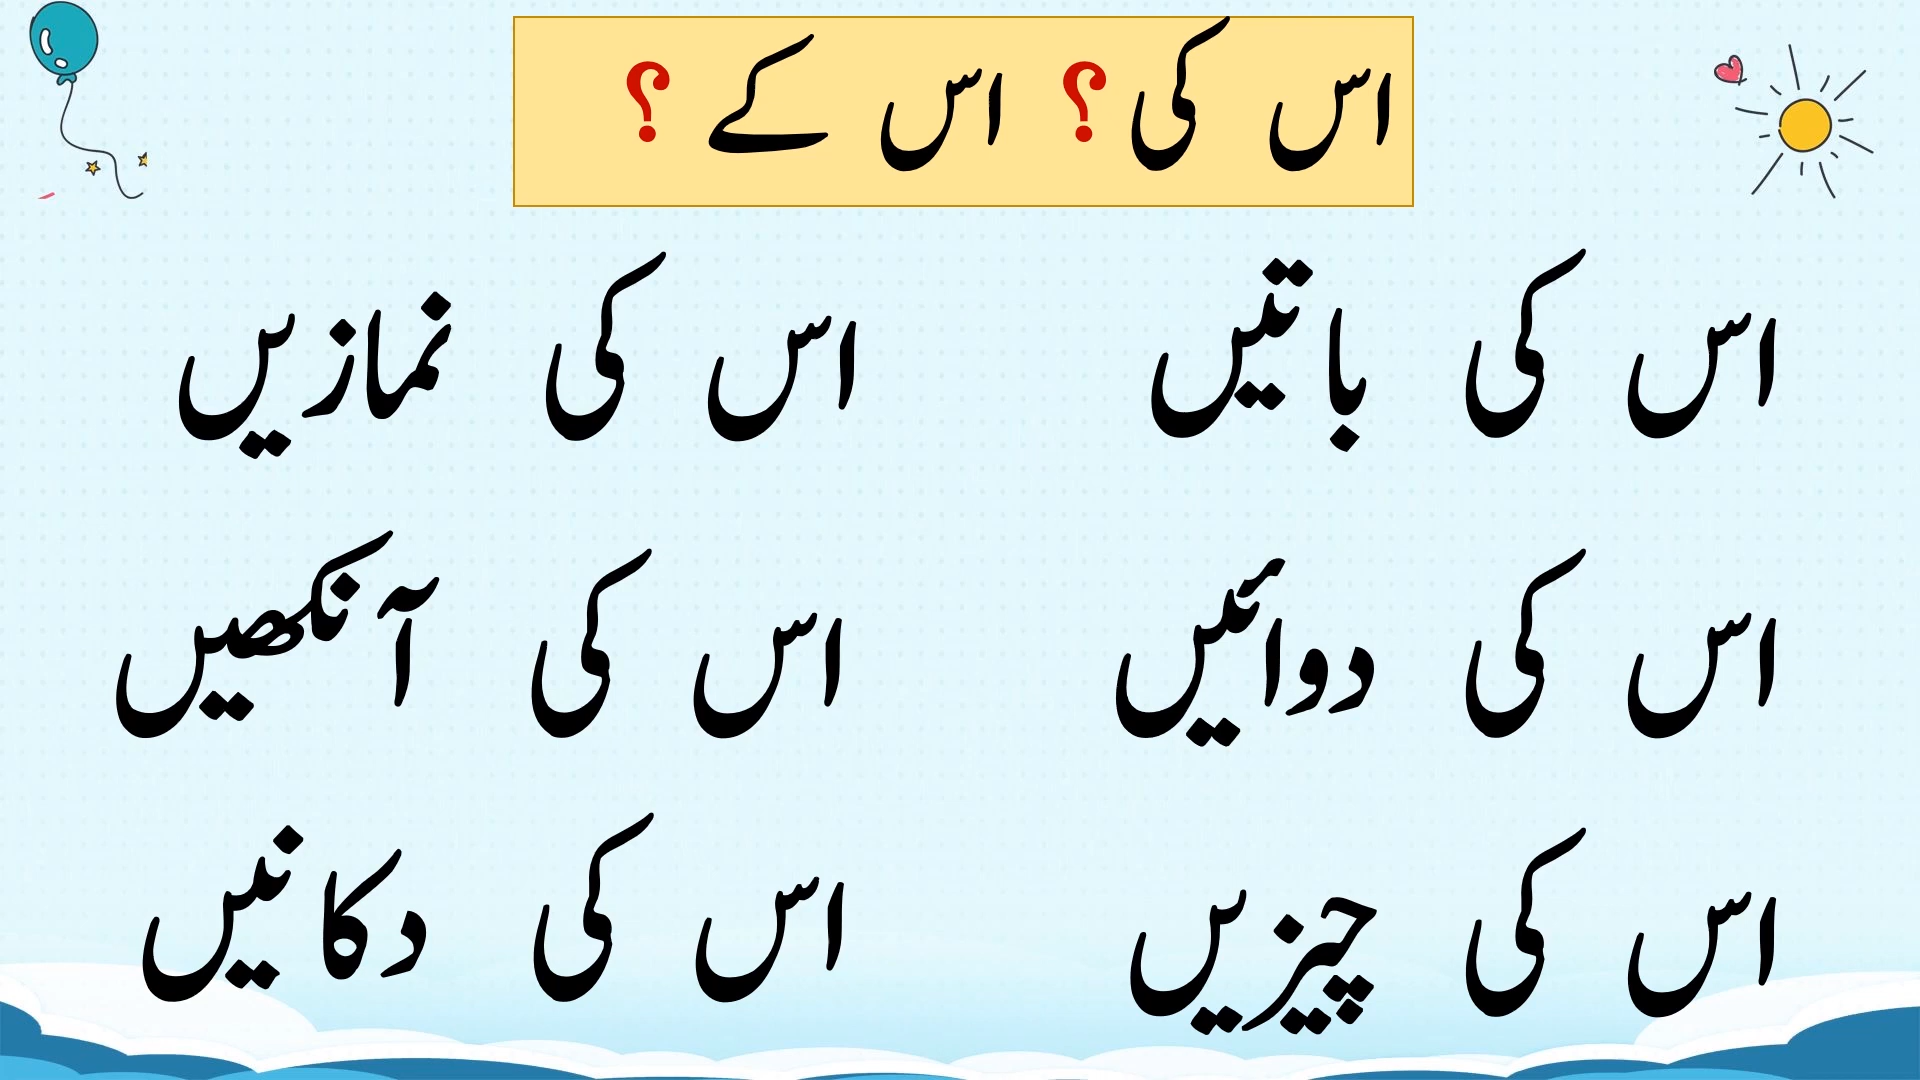 اس کی؟ اس کے ؟
اس کی باتیں
اس کی نمازیں
اس کی دوائیں
اس کی آنکھیں
اس کی چیزیں
اس کی دکانیں